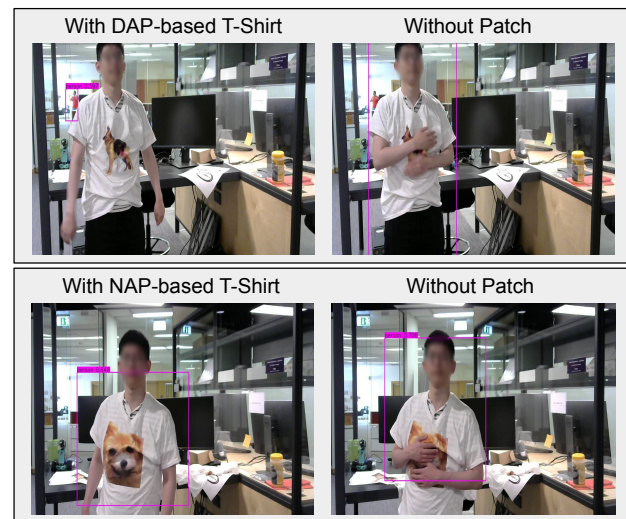 With DAP-based T-Shirt
Without Patch
With NAP-based T-Shirt
Without Patch